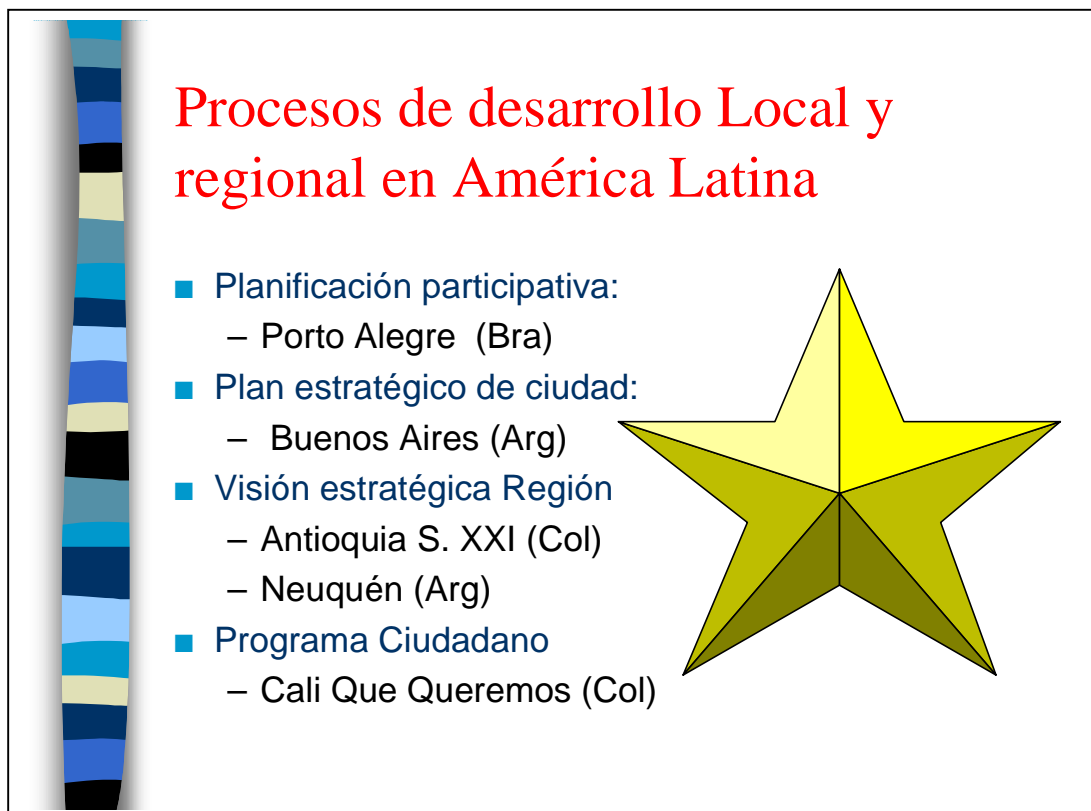 Procesos de desarrollo Local y
regional en América Latina
■ Planificación participativa:
– Porto Alegre (Bra)
■ Plan estratégico de ciudad:
– Buenos Aires (Arg)
■ Visión estratégica Región
– Antioquia S. XXI (Col)
– Neuquén (Arg)
■ Programa Ciudadano
– Cali Que Queremos (Col)